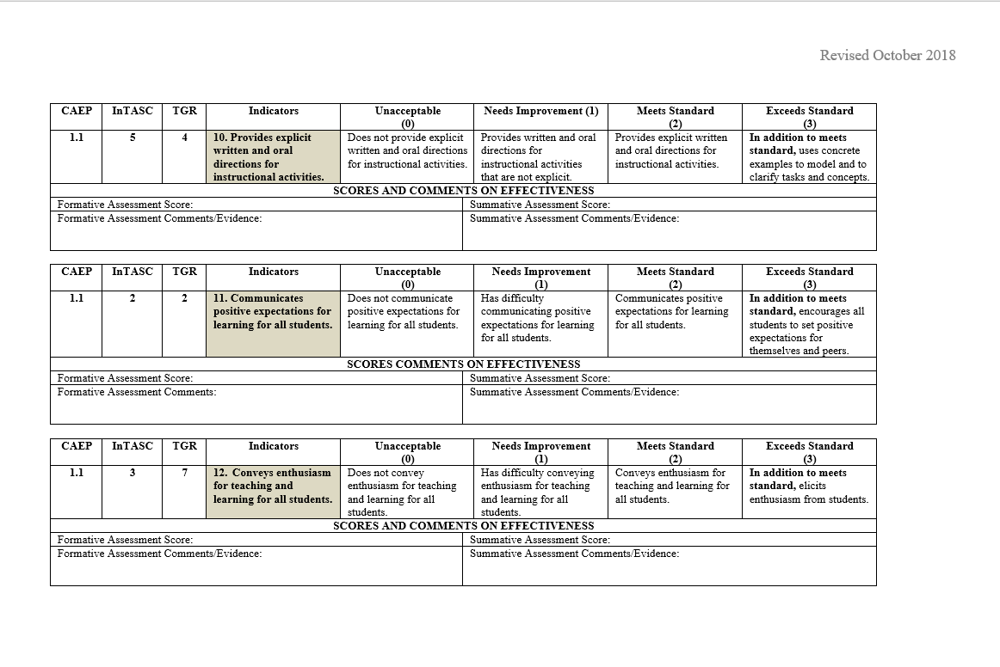 Revised October 2018
CAEP InTASC TGR Indicators Unacceptable (0) Needs Improvement (1) Meets Standard (2) Exceeds Standard (3)
1.1 5 4
10. Provides explicit
written and oral
directions for
instructional activities.
Does not provide explicit
written and oral directions
for instructional activities.
Provides written and oral
directions for
instructional activities
that are not explicit.
Provides explicit written
and oral directions for
instructional activities.
In addition to meets
standard, uses concrete
examples to model and to
clarify tasks and concepts.
SCORES AND COMMENTS ON EFFECTIVENESS
Formative Assessment Score: Summative Assessment Score:
Formative Assessment Comments/Evidence: Summative Assessment Comments/Evidence:
CAEP InTASC TGR Indicators Unacceptable (0) Needs Improvement (1) Meets Standard (2) Exceeds Standard (3)
1.1 2 2
11. Communicates
positive expectations for
learning for all students.
Does not communicate
positive expectations for
learning for all students.
Has difficulty
communicating positive
expectations for learning
for all students.
Communicates positive
expectations for learning
for all students.
In addition to meets
standard, encourages all
students to set positive
expectations for
themselves and peers.
SCORES COMMENTS ON EFFECTIVENESS
Formative Assessment Score: Summative Assessment Score:
Formative Assessment Comments: Summative Assessment Comments/Evidence:
CAEP InTASC TGR Indicators Unacceptable (0) Needs Improvement (1) Meets Standard (2) Exceeds Standard (3)
1.1 3 7
12. Conveys enthusiasm
for teaching and
learning for all students.
Does not convey
enthusiasm for teaching
and learning for all
students.
Has difficulty conveying
enthusiasm for teaching
and learning for all
students.
Conveys enthusiasm for
teaching and learning for
all students.
In addition to meets
standard, elicits
enthusiasm from students.
SCORES AND COMMENTS ON EFFECTIVENESS
Formative Assessment Score: Summative Assessment Score:
Formative Assessment Comments/Evidence: Summative Assessment Comments/Evidence: